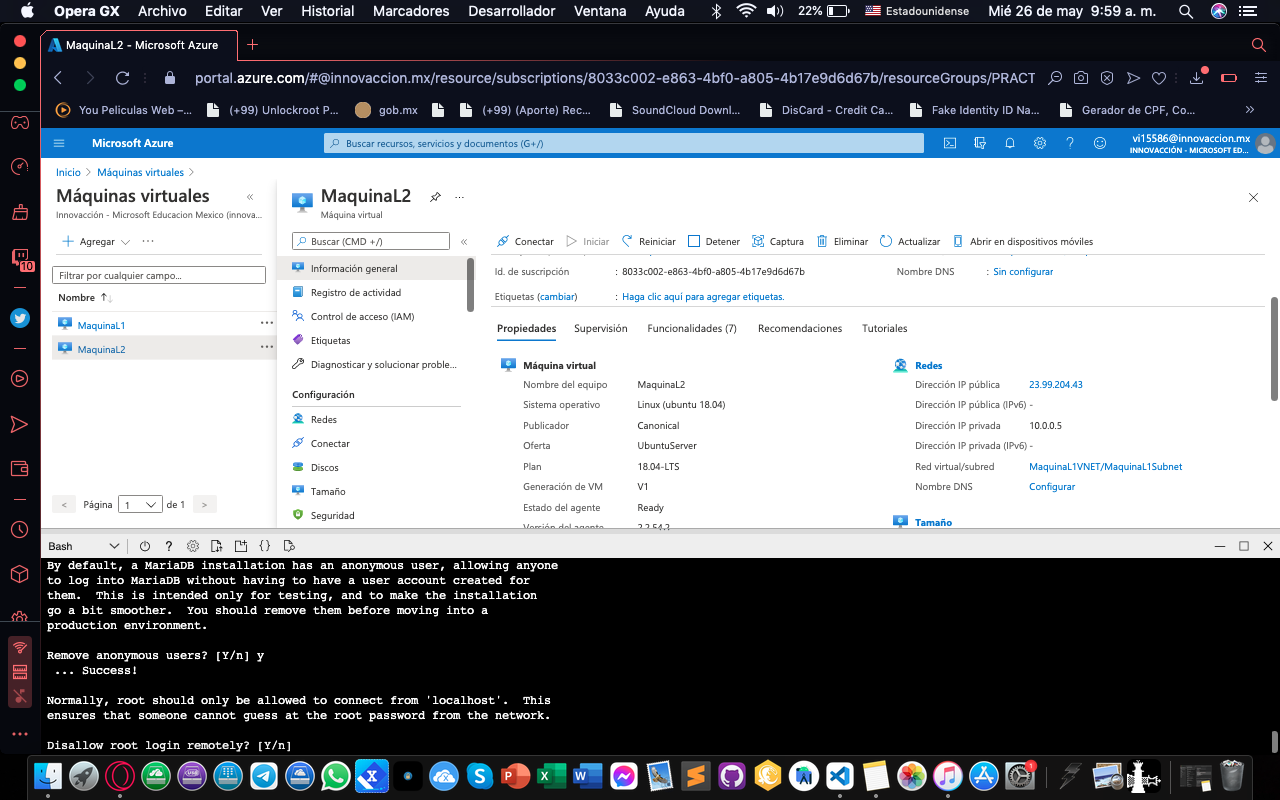 Opera GX Archivo Editar Ver Historial Marcadores Desarrollador Ventana Ayuda 22% Estadounidense Mié 26 de may 9:59 a. m.
MaquinaL2 - Microsoft Azure
portal.azure.com/#@innovaccion.mx/resource/subscriptions/8033c002-e863-4bf0-a805-4b17e9d6d67b/resourceGroups/PRACT
You Peliculas Web –... (+99) Unlockroot P... gob.mx (+99) (Aporte) Rec... SoundCloud Downl... DisCard - Credit Ca... Fake Identity ID Na... Gerador de CPF, Co... »
Microsoft Azure
Buscar recursos, servicios y documentos (G+/)
vi15586@innovaccion.mx
INNOVACCIÓN - MICROSOFT ED...
Inicio > Máquinas virtuales >
Máquinas virtuales «
Innovacción - Microsoft Educacion Mexico (innova...
+ Agregar ...
Filtrar por cualquier campo...
Nombre ↑↓
MaquinaL1 ...
MaquinaL2 ...
< Página 1 de 1 >
MaquinaL2 ...
Máquina virtual
Buscar (CMD +/) «
Información general
Registro de actividad
Control de acceso (IAM)
Etiquetas
Diagnosticar y solucionar proble...
Configuración
Redes
Conectar
Discos
Tamaño
Seguridad
Conectar Iniciar Reiniciar Detener Captura Eliminar Actualizar Abrir en dispositivos móviles
Id. de suscripción : 8033c002-e863-4bf0-a805-4b17e9d6d67b
Nombre DNS : Sin configurar
Etiquetas (cambiar) : Haga clic aquí para agregar etiquetas.
Propiedades Supervisión Funcionalidades (7) Recomendaciones Tutoriales
Máquina virtual
Nombre del equipo MaquinaL2
Sistema operativo Linux (ubuntu 18.04)
Publicador Canonical
Oferta UbuntuServer
Plan 18.04-LTS
Generación de VM V1
Estado del agente Ready
Versión del agente 2.2.54.2
Redes
Dirección IP pública 23.99.204.43
Dirección IP pública (IPv6) -
Dirección IP privada 10.0.0.5
Dirección IP privada (IPv6) -
Red virtual/subred MaquinaL1VNET/MaquinaL1Subnet
Nombre DNS Configurar
Tamaño
10
Bash ? {}
By default, a MariaDB installation has an anonymous user, allowing anyone
to log into MariaDB without having to have a user account created for
them. This is intended only for testing, and to make the installation
go a bit smoother. You should remove them before moving into a
production environment.
Remove anonymous users? [Y/n] y
... Success!
Normally, root should only be allowed to connect from 'localhost'. This
ensures that someone cannot guess at the root password from the network.
Disallow root login remotely? [Y/n]
1